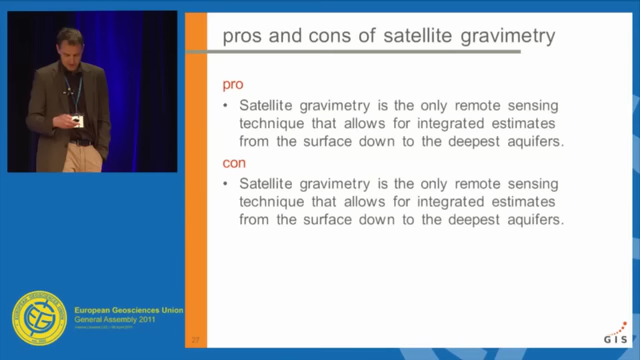 pros and cons of satellite gravimetry
pro
• Satellite gravimetry is the only remote sensing
technique that allows for integrated estimates
from the surface down to the deepest aquifers.
con
• Satellite gravimetry is the only remote sensing
technique that allows for integrated estimates
from the surface down to the deepest aquifers.
European Geosciences Union
General Assembly 2011
27
GIS